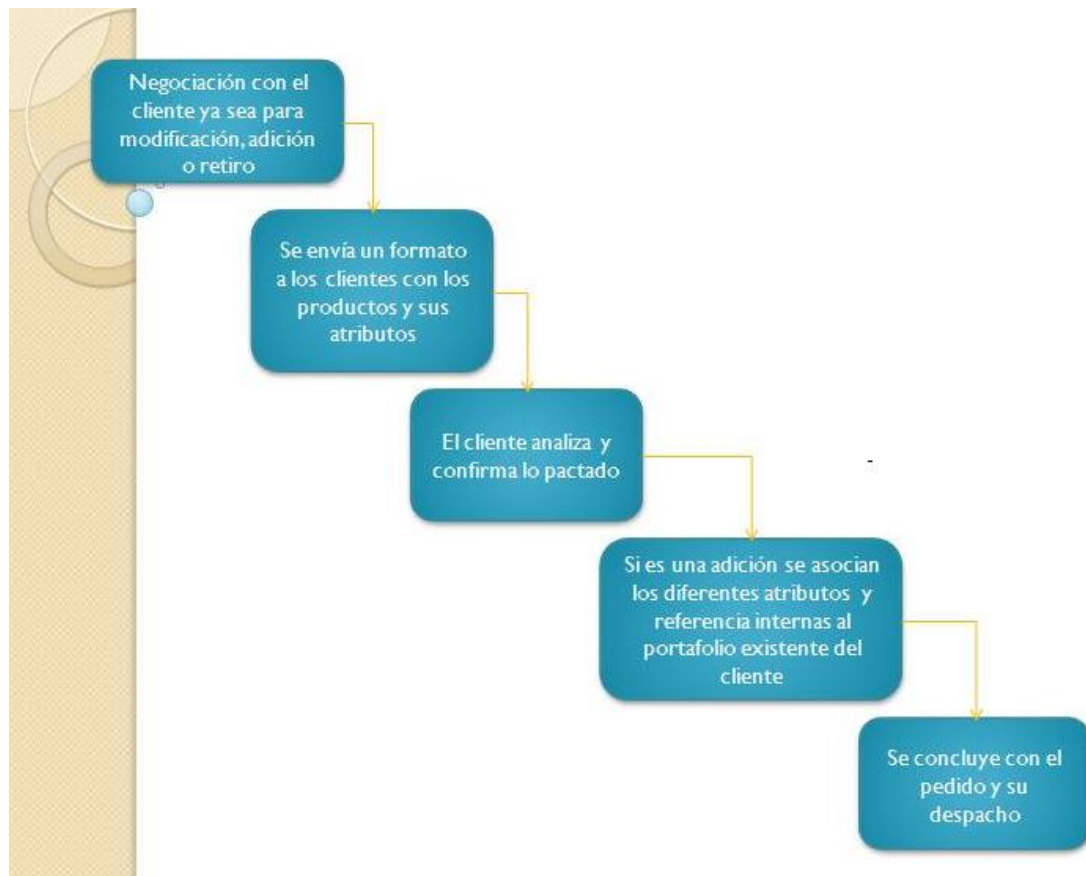 Negociación con el
cliente ya sea para
modificación, adición
o retiro
Se envía un formato
a los clientes con los
productos y sus
atributos
El cliente analiza y
confirma lo pactado
-
Si es una adición se asocian
los diferentes atributos y
referencia internas al
portafolio existente del
cliente
Se concluye con el
pedido y su
despacho